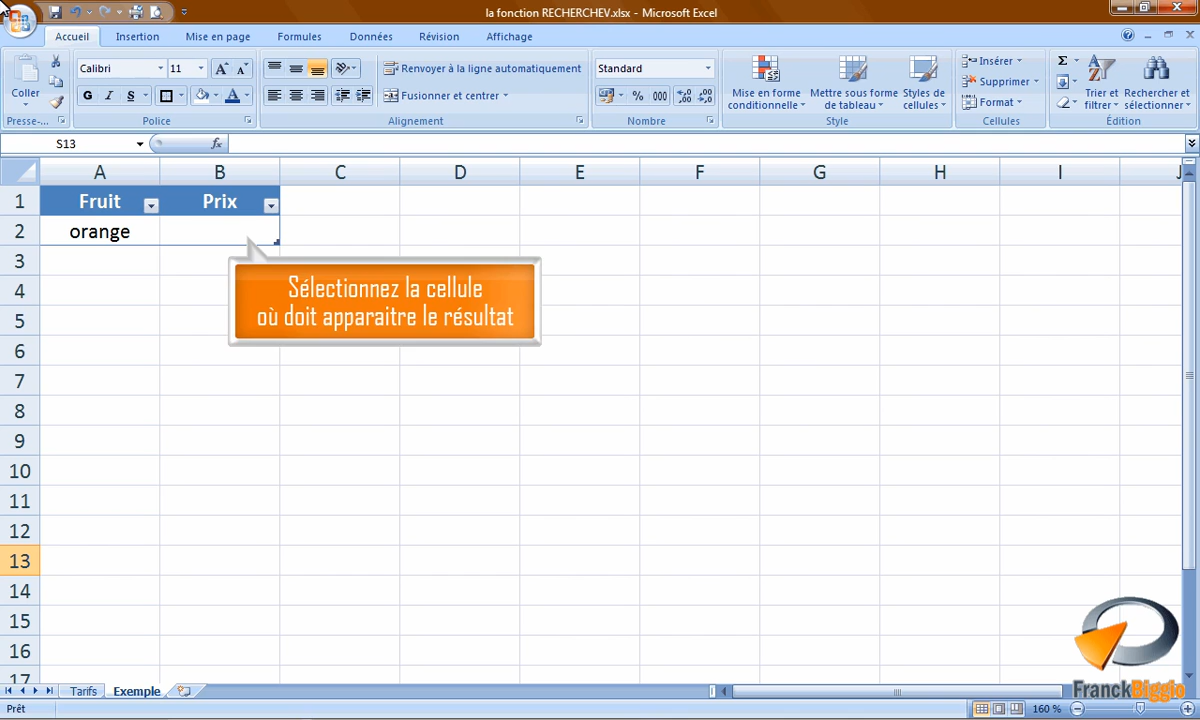 la fonction RECHERCHEV.xlsx - Microsoft Excel
Accueil Insertion Mise en page Formules Données Révision Affichage
Coller
Presse-...
Calibri 11
G I S
Police
Renvoyer à la ligne automatiquement
Fusionner et centrer
Alignement
Standard
% 000
Nombre
Mise en forme conditionnelle
Mettre sous forme de tableau
Styles de cellules
Style
Insérer
Supprimer
Format
Cellules
Σ
Trier et filtrer
Rechercher et sélectionner
Édition
S13 fx
A B C D E F G H I J
1 Fruit Prix
2 orange
3
Sélectionnez la cellule
où doit apparaitre le résultat
4
5
6
7
8
9
10
11
12
13
14
15
16
17
FranckBiggio
Tarifs Exemple
Prêt 160 %